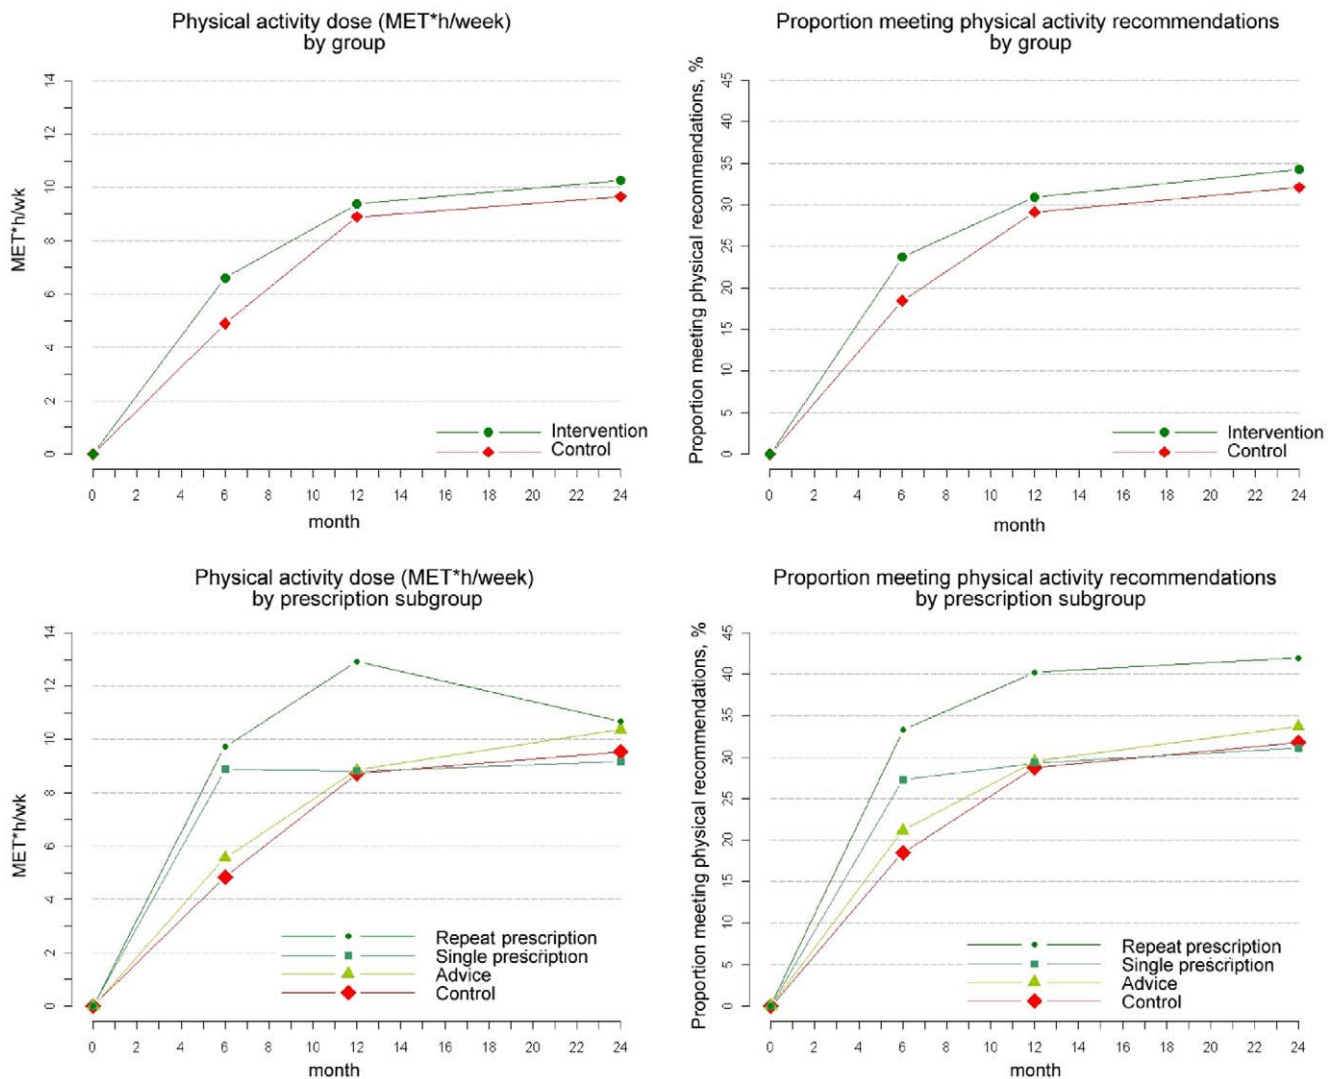 Physical activity dose (MET*h/week)
by group
MET*h/wk
14
12
10
8
6
4
2
0
Intervention
Control
0 2 4 6 8 10 12 14 16 18 20 22 24
month
Proportion meeting physical activity recommendations
by group
Proportion meeting physical recommendations, %
45
40
35
30
25
20
15
10
5
0
Intervention
Control
0 2 4 6 8 10 12 14 16 18 20 22 24
month
Physical activity dose (MET*h/week)
by prescription subgroup
MET*h/wk
14
12
10
8
6
4
2
0
Repeat prescription
Single prescription
Advice
Control
0 2 4 6 8 10 12 14 16 18 20 22 24
month
Proportion meeting physical activity recommendations
by prescription subgroup
Proportion meeting physical activity recommendations, %
45
40
35
30
25
20
15
10
5
0
Repeat prescription
Single prescription
Advice
Control
0 2 4 6 8 10 12 14 16 18 20 22 24
month